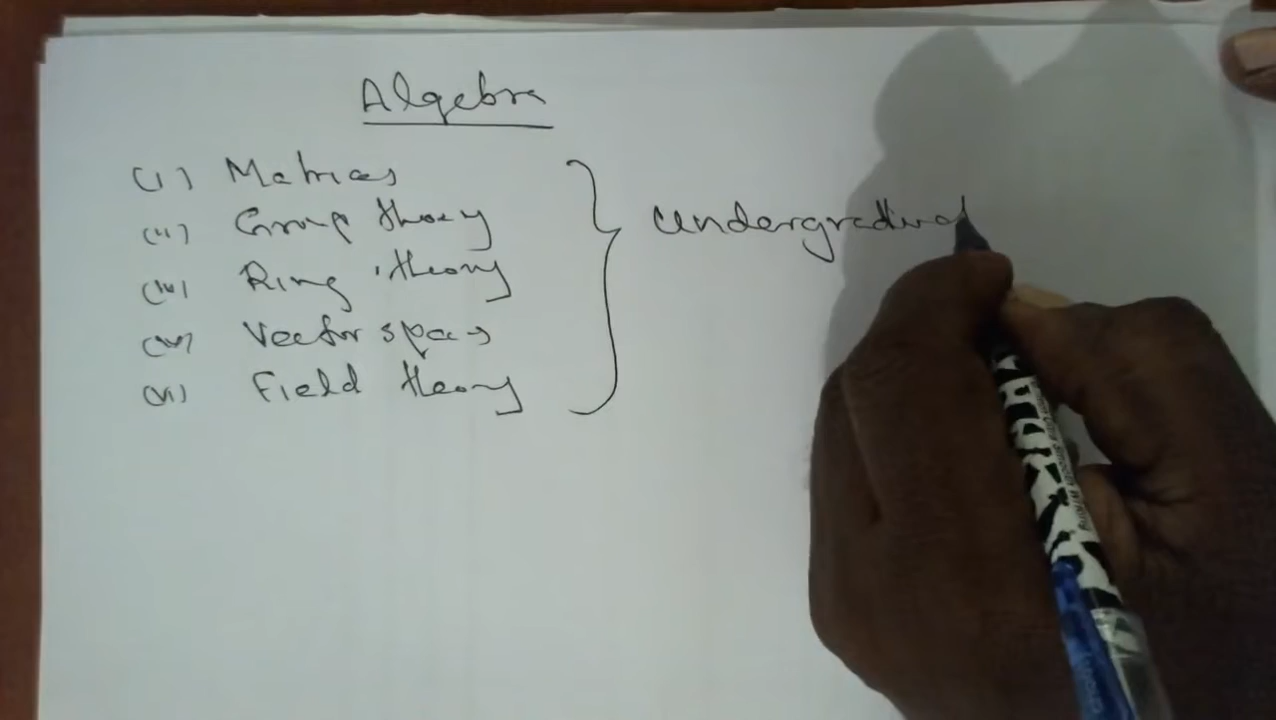 Algebra
(i) Matrices
(ii) Group theory
(iii) Ring theory
(iv) Vector spaces
(v) Field theory
undergradua